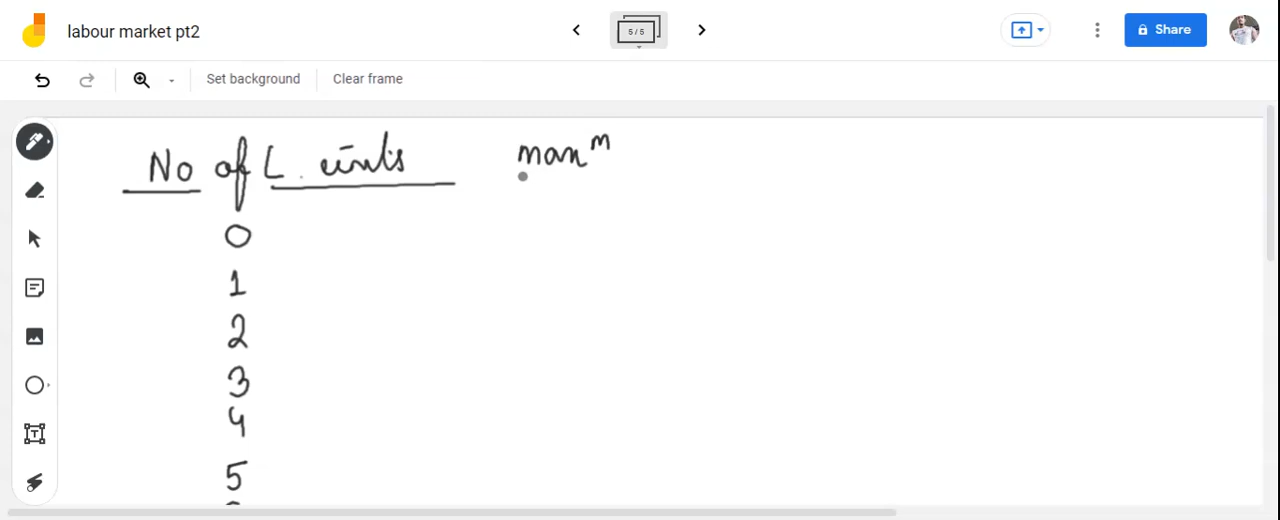 labour market pt2
5 / 5
Share
Set background
Clear frame
No of L. units
max^m
0
1
2
3
4
5